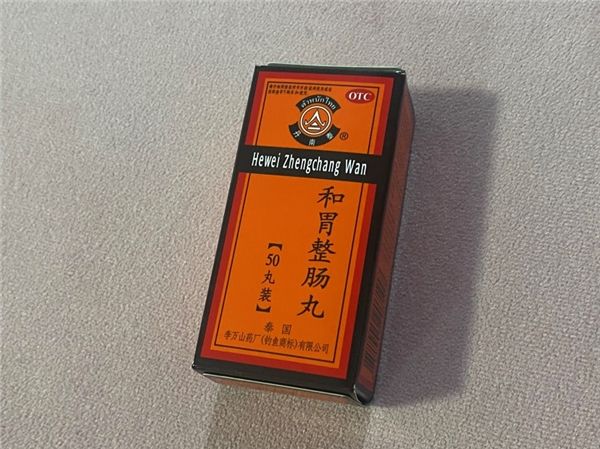 OTC
®
Hewei Zhengchang Wan
和胃整肠丸
【50丸装】
泰国
李万山药厂(钓鱼商标)有限公司